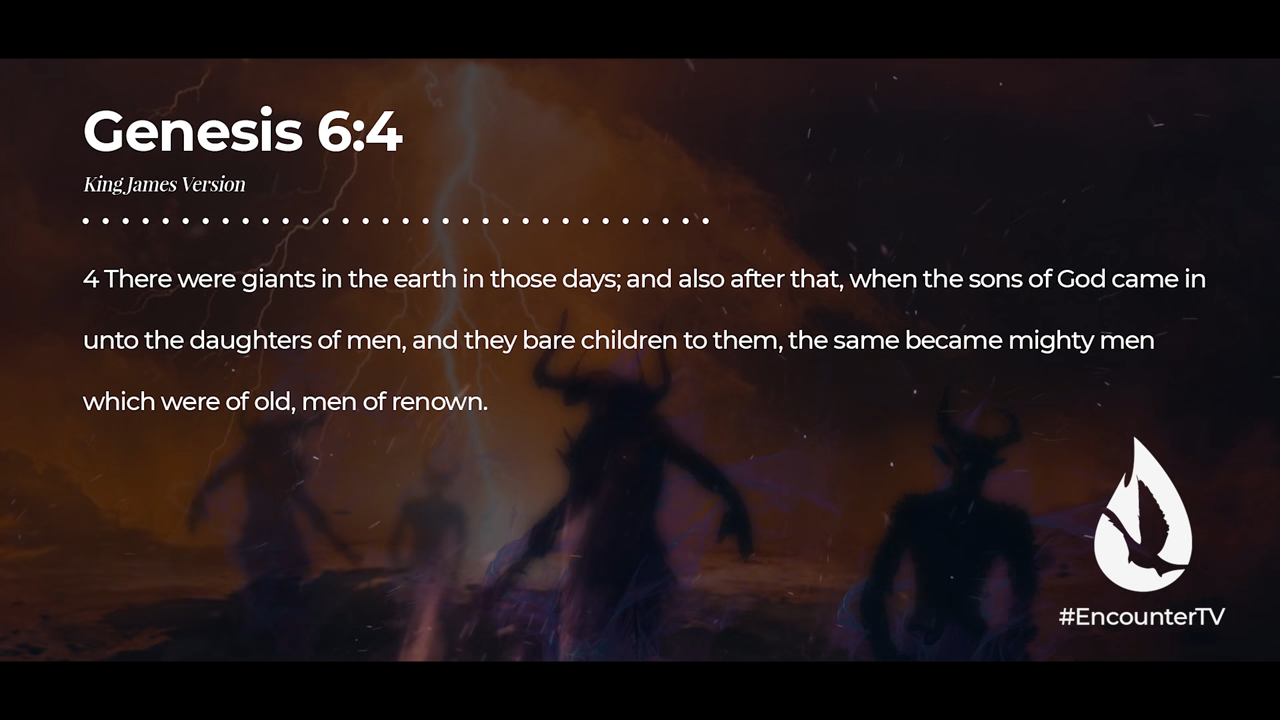 Genesis 6:4
King James Version
4 There were giants in the earth in those days; and also after that, when the sons of God came in
unto the daughters of men, and they bare children to them, the same became mighty men
which were of old, men of renown.
#EncounterTV